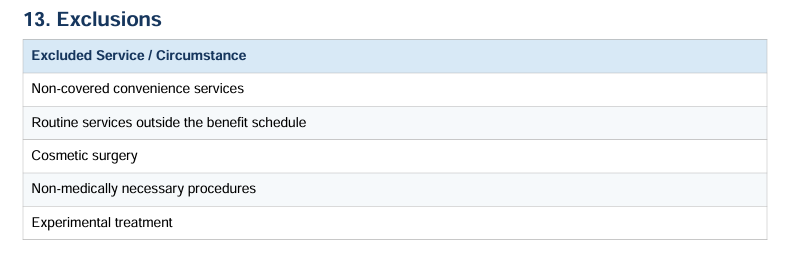 13. Exclusions
Excluded Service / Circumstance
Non-covered convenience services
Routine services outside the benefit schedule
Cosmetic surgery
Non-medically necessary procedures
Experimental treatment